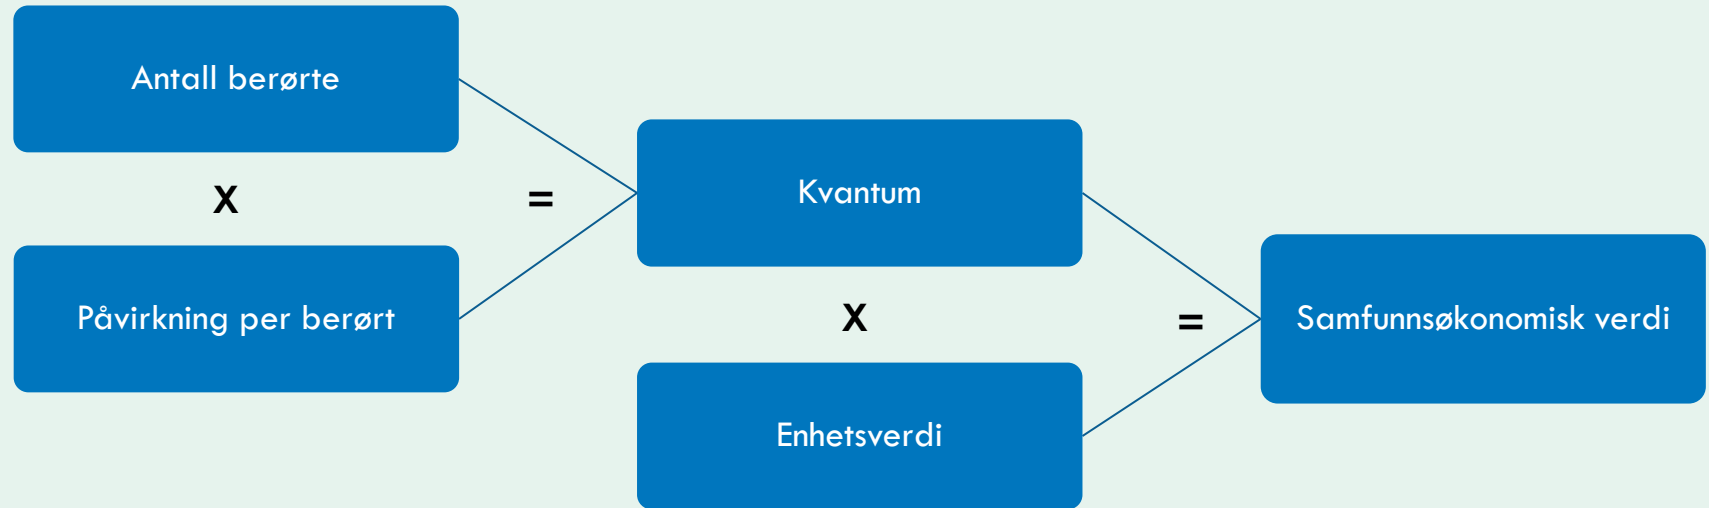 Antall berørte
x
=
Påvirkning per berørt
Kvantum
x
=
Enhetsverdi
Samfunnsøkonomisk verdi